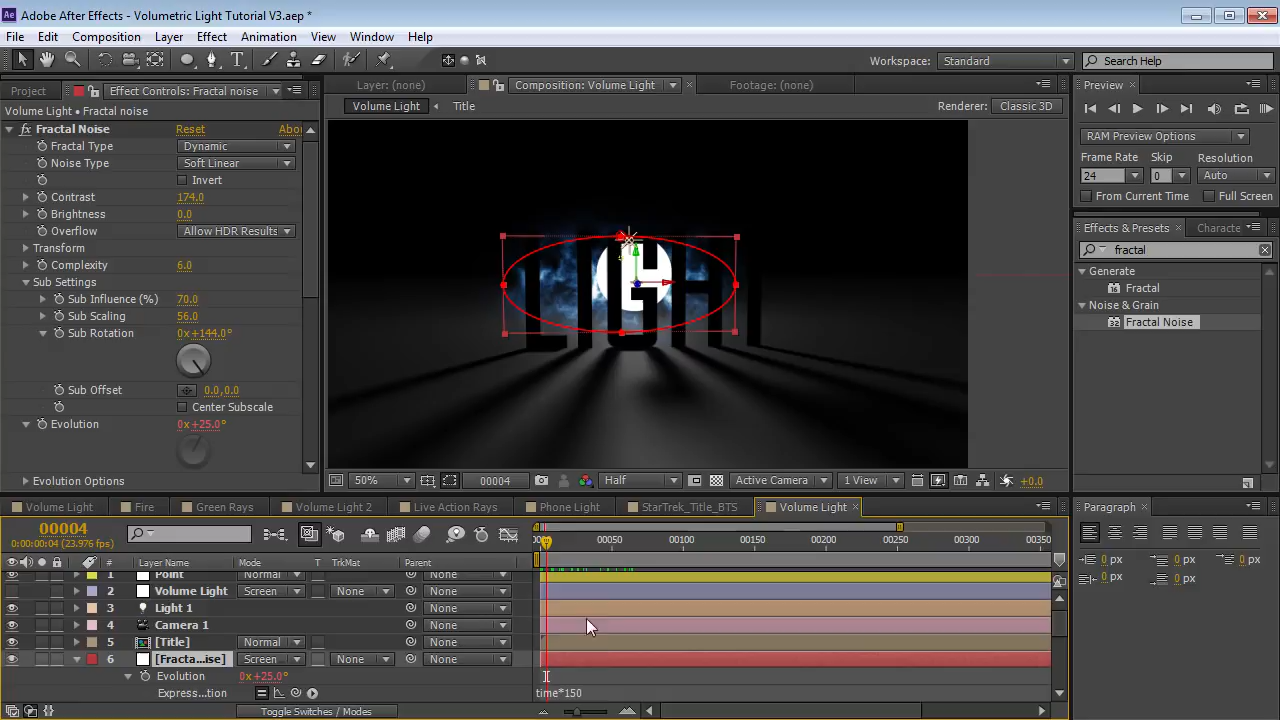 Adobe After Effects - Volumetric Light Tutorial V3.aep *
File Edit Composition Layer Effect Animation View Window Help
Workspace: Standard Search Help
Project Effect Controls: Fractal noise Layer: (none) Composition: Volume Light Footage: (none) Preview
Volume Light • Fractal noise Volume Light Title Renderer: Classic 3D
Fractal Noise Reset Abou
Fractal Type Dynamic
Noise Type Soft Linear
Invert
Contrast 174.0
Brightness 0.0
Overflow Allow HDR Results
Transform
Complexity 6.0
Sub Settings
Sub Influence (%) 70.0
Sub Scaling 56.0
Sub Rotation 0x+144.0°
Sub Offset 0.0,0.0
Center Subscale
Evolution 0x+25.0°
Evolution Options
LIGHT
RAM Preview Options
Frame Rate Skip Resolution
24 0 Auto
From Current Time Full Screen
Effects & Presets Characte
fractal
Generate
Fractal
Noise & Grain
Fractal Noise
50% 00004 Half Active Camera 1 View +0.0
Volume Light Fire Green Rays Volume Light 2 Live Action Rays Phone Light StarTrek_Title_BTS Volume Light Paragraph
00004
0:00:00:04 (23.976 fps)
00050 00100 00150 00200 00250 00300 00350
# Layer Name Mode T TrkMat Parent
1 Point Normal None
2 Volume Light Screen None None
3 Light 1 None
4 Camera 1 None
5 [Title] Normal None None
6 [Fracta...ise] Screen None None
Evolution 0x+25.0°
Express...tion time*150
Toggle Switches / Modes
0 px 0 px 0 px
0 px 0 px